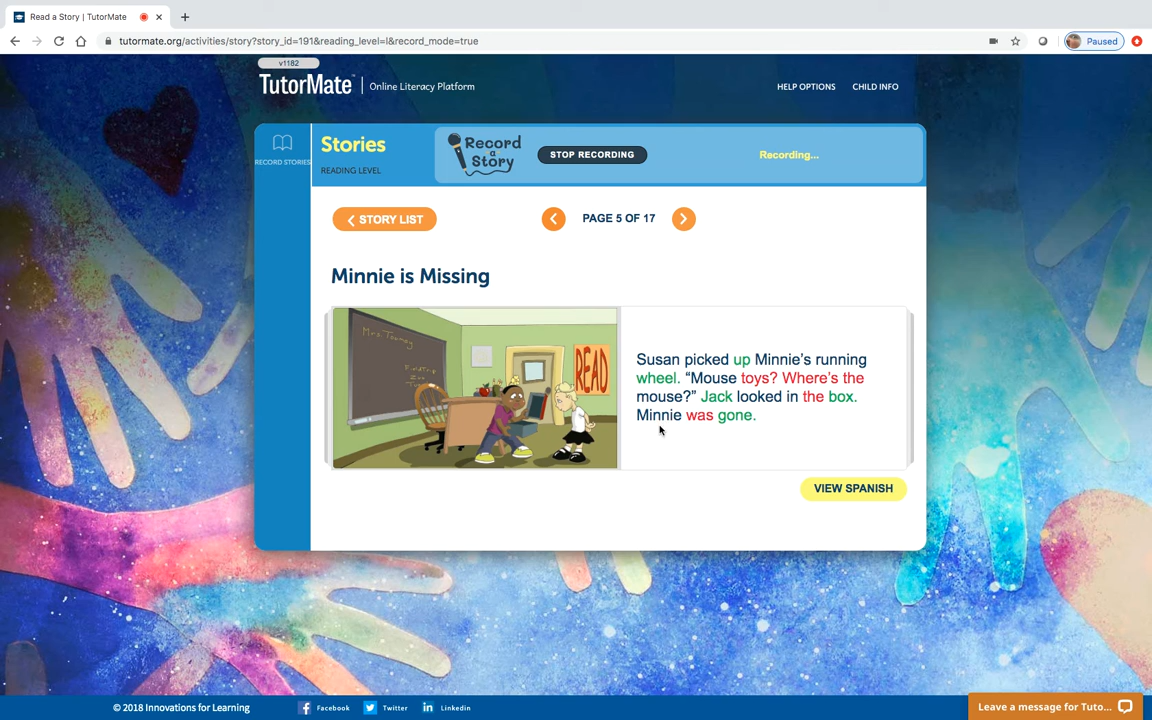 Read a Story | TutorMate
tutormate.org/activities/story?story_id=191&reading_level=I&record_mode=true
Paused
v1182
TutorMate™
Online Literacy Platform
HELP OPTIONS
CHILD INFO
RECORD STORIES
Stories
READING LEVEL
Record
a
Story
STOP RECORDING
Recording...
STORY LIST
PAGE 5 OF 17
Minnie is Missing
Mrs. Toomey
READ
Susan picked up Minnie's running
wheel. “Mouse toys? Where's the
mouse?” Jack looked in the box.
Minnie was gone.
VIEW SPANISH
© 2018 Innovations for Learning
Facebook
Twitter
Linkedin
Leave a message for Tuto...